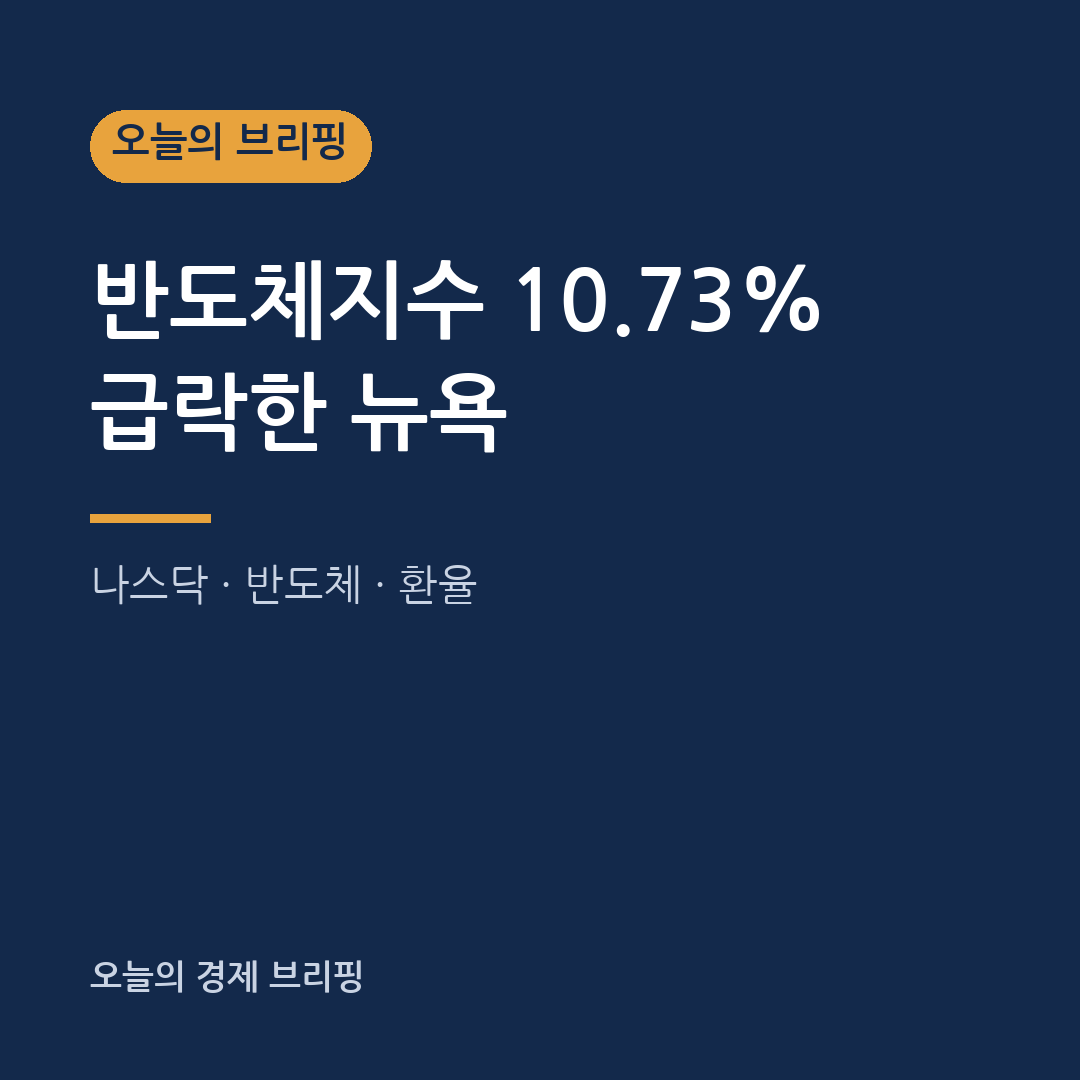 오늘의 브리핑
반도체지수 10.73%
급락한 뉴욕
나스닥 · 반도체 · 환율
오늘의 경제 브리핑